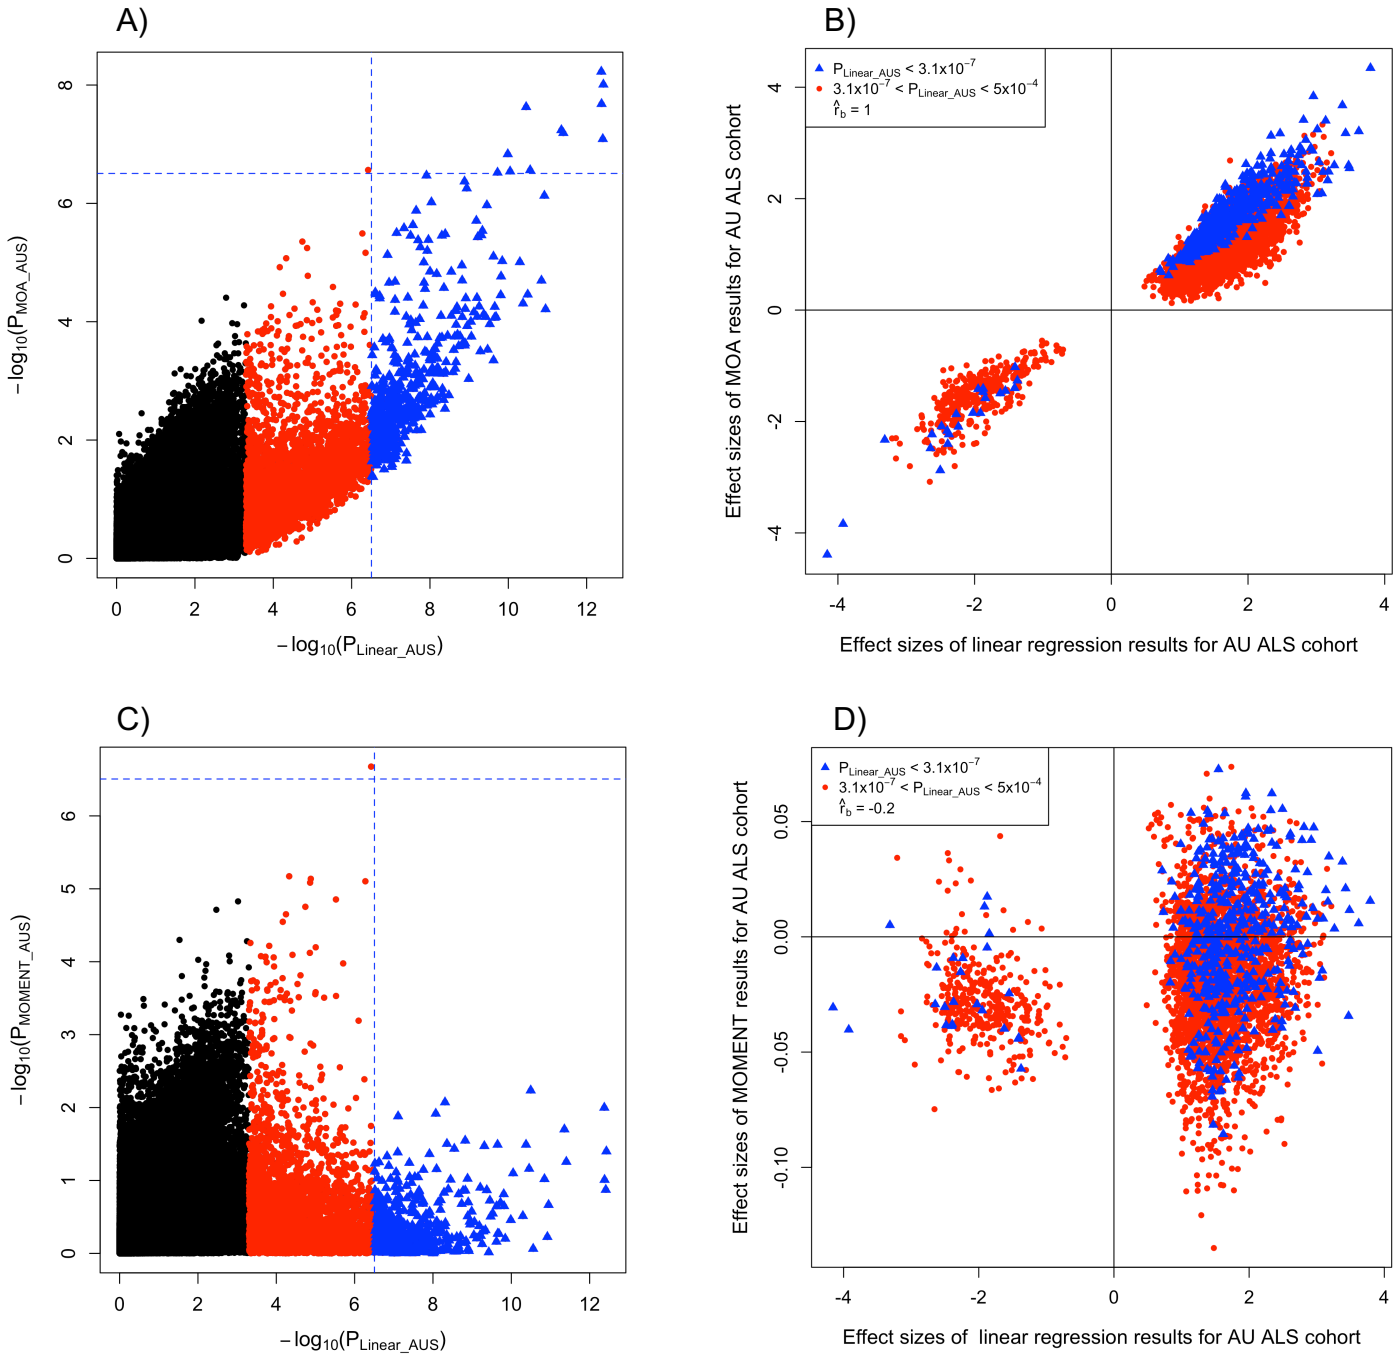 A)
8
6
4
2
0
0 2 4 6 8 10 12
−log10(PMOA_AUS)
−log10(PLinear_AUS)
B)
PLinear_AUS < 3.1x10−7
3.1x10−7 < PLinear_AUS < 5x10−4
r̂b = 1
4
2
0
-2
-4
-4 -2 0 2 4
Effect sizes of MOA results for AU ALS cohort
Effect sizes of linear regression results for AU ALS cohort
C)
6
5
4
3
2
1
0
0 2 4 6 8 10 12
−log10(PMOMENT_AUS)
−log10(PLinear_AUS)
D)
PLinear_AUS < 3.1x10−7
3.1x10−7 < PLinear_AUS < 5x10−4
r̂b = -0.2
0.05
0.00
-0.05
-0.10
-4 -2 0 2 4
Effect sizes of MOMENT results for AU ALS cohort
Effect sizes of  linear regression results for AU ALS cohort